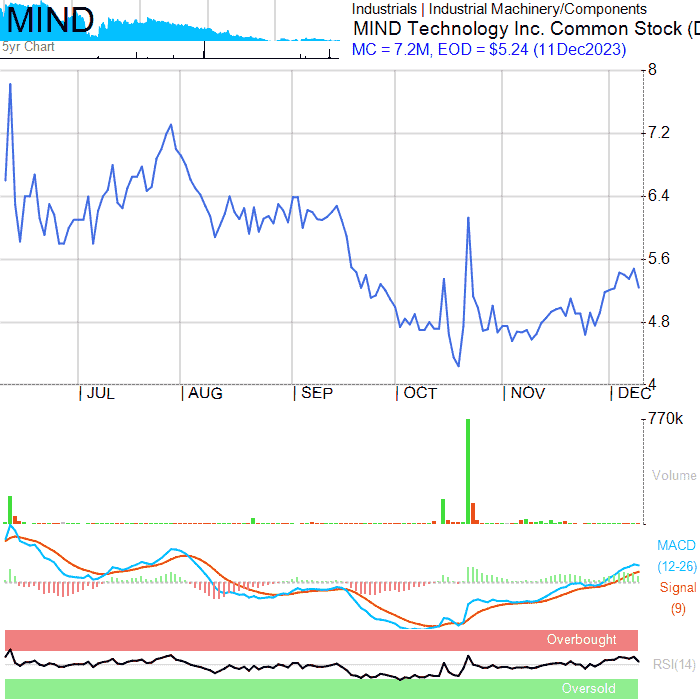 MIND
5yr Chart
Industrials | Industrial Machinery/Components
MIND Technology Inc. Common Stock (D
MC = 7.2M, EOD = $5.24 (11Dec2023)
8
7.2
6.4
5.6
4.8
4
JUL AUG SEP OCT NOV DEC
770k
Volume
MACD
(12-26)
Signal
(9)
Overbought
RSI(14)
Oversold